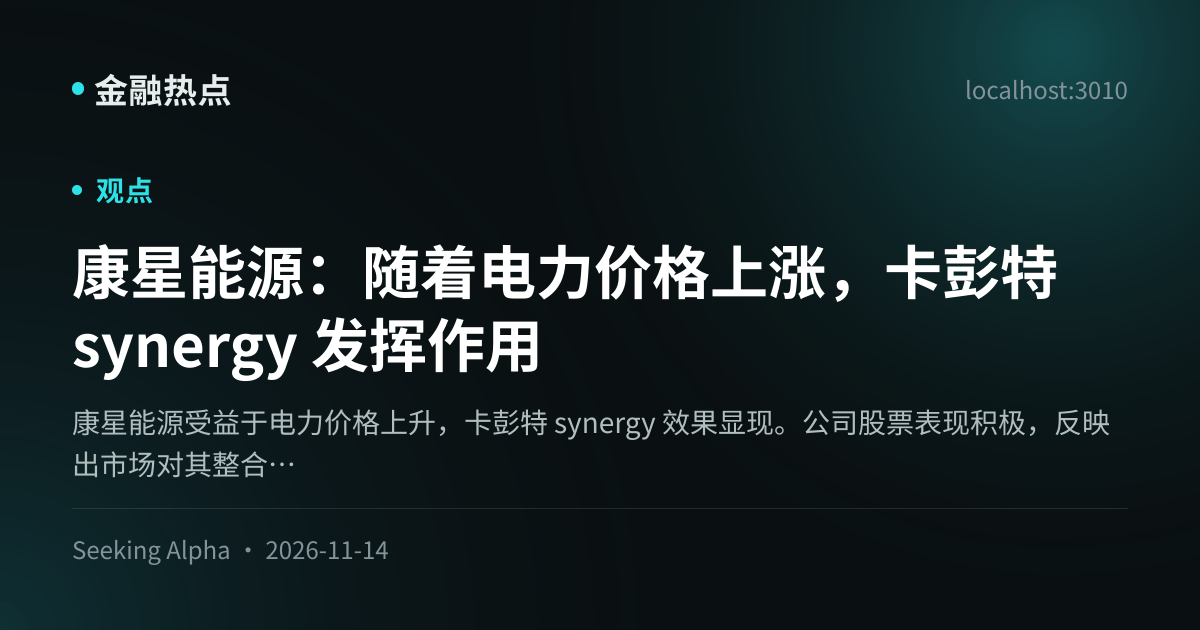 金融热点
localhost:3010
观点
康星能源：随着电力价格上涨，卡彭特
synergy 发挥作用
康星能源受益于电力价格上升，卡彭特 synergy 效果显现。公司股票表现积极，反映
出市场对其整合…
Seeking Alpha • 2026-11-14